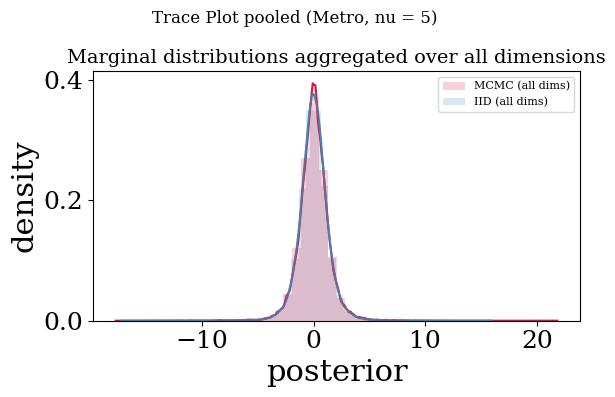 Trace Plot pooled (Metro, nu = 5)
Marginal distributions aggregated over all dimensions
MCMC (all dims)
IID (all dims)
density
0.4
0.2
0.0
−10
0
10
20
posterior